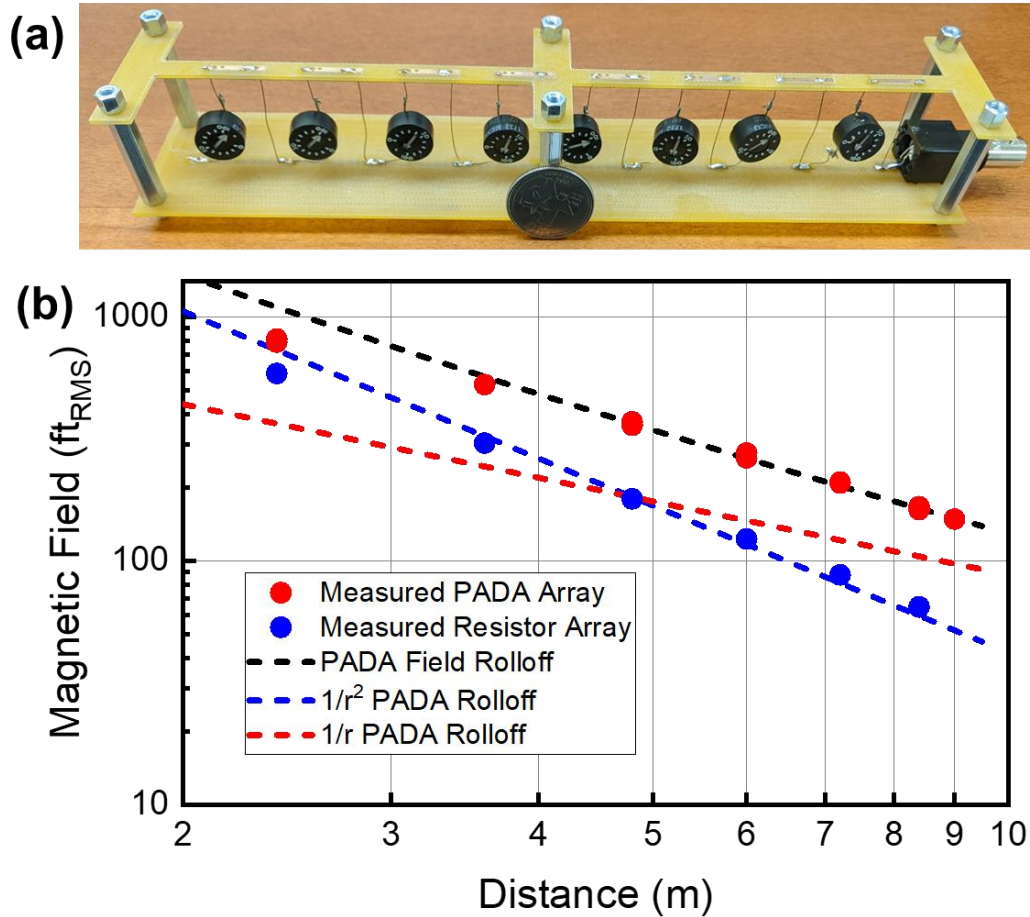 (a)
(b)
1000
100
10
Magnetic Field (ft_RMS)
Measured PADA Array
Measured Resistor Array
PADA Field Rolloff
1/r² PADA Rolloff
1/r PADA Rolloff
2 3 4 5 6 7 8 9 10
Distance (m)